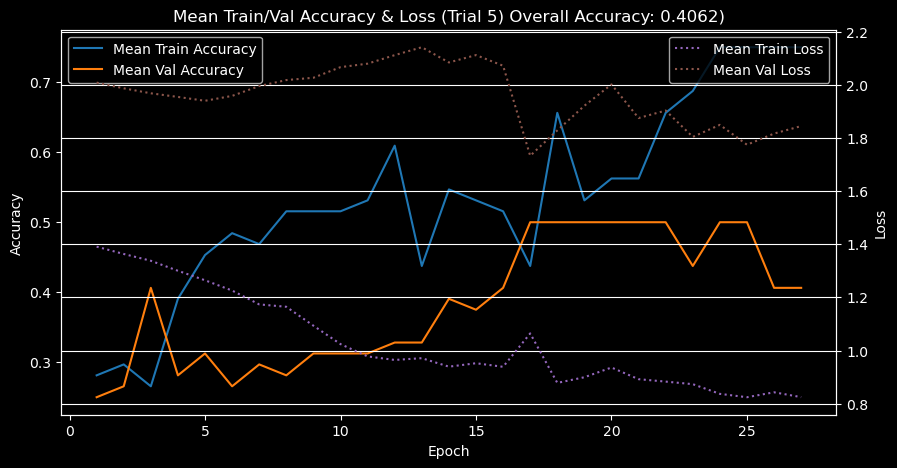 Mean Train/Val Accuracy & Loss (Trial 5) Overall Accuracy: 0.4062)
Mean Train Accuracy
Mean Val Accuracy
Mean Train Loss
Mean Val Loss
Accuracy
0.7
0.6
0.5
0.4
0.3
Loss
2.2
2.0
1.8
1.6
1.4
1.2
1.0
0.8
0 5 10 15 20 25
Epoch